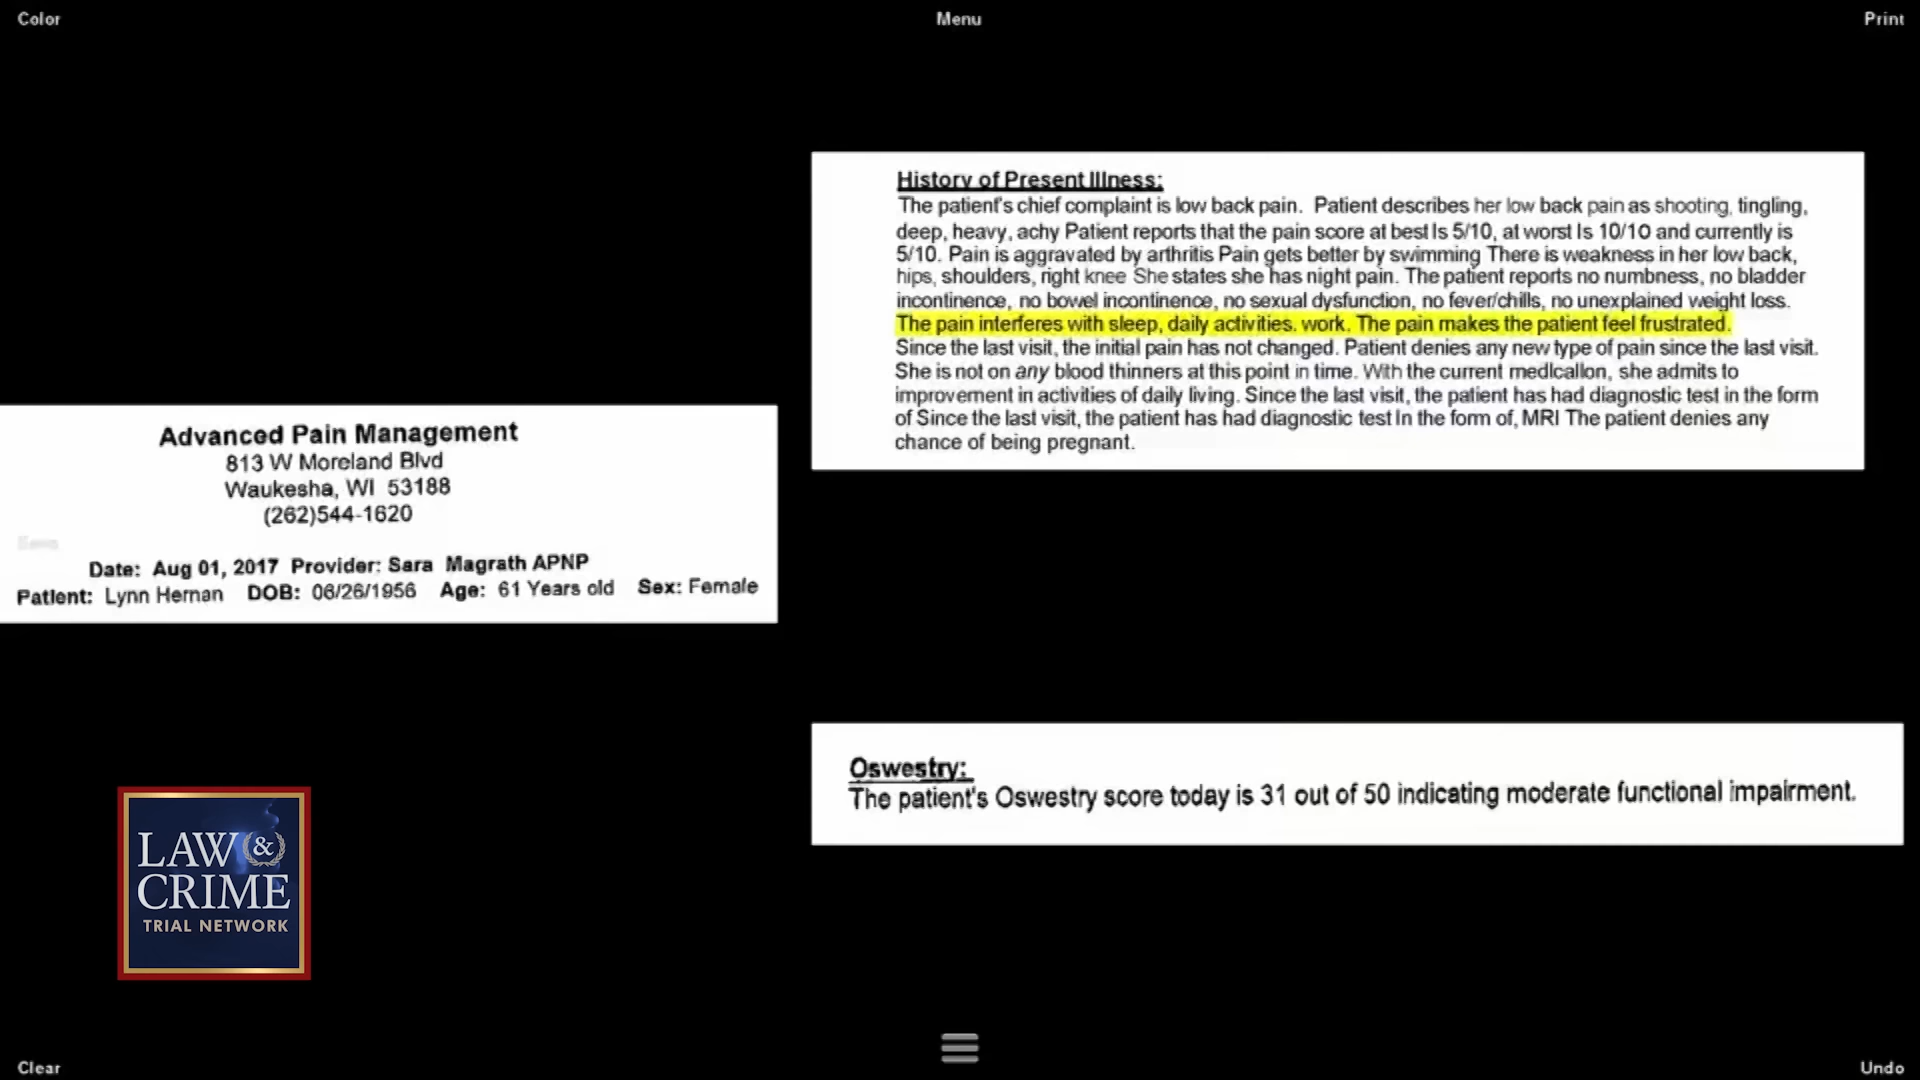 Color
Menu
Print
History of Present Illness:
The patient's chief complaint is low back pain. Patient describes her low back pain as shooting, tingling,
deep, heavy, achy Patient reports that the pain score at best Is 5/10, at worst Is 10/10 and currently is
5/10. Pain is aggravated by arthritis Pain gets better by swimming There is weakness in her low back,
hips, shoulders, right knee She states she has night pain. The patient reports no numbness, no bladder
incontinence, no bowel incontinence, no sexual dysfunction, no fever/chills, no unexplained weight loss.
The pain interferes with sleep, daily activities. work. The pain makes the patient feel frustrated.
Since the last visit, the initial pain has not changed. Patient denies any new type of pain since the last visit.
She is not on any blood thinners at this point in time. With the current medlcallon, she admits to
improvement in activities of daily living. Since the last visit, the patient has had diagnostic test in the form
of Since the last visit, the patient has had diagnostic test In the form of, MRI The patient denies any
chance of being pregnant.
Advanced Pain Management
813 W Moreland Blvd
Waukesha, WI 53188
(262)544-1620
Date: Aug 01, 2017 Provider: Sara Magrath APNP
Patient: Lynn Hernan DOB: 06/26/1956 Age: 61 Years old Sex: Female
Oswestry:
The patient's Oswestry score today is 31 out of 50 indicating moderate functional impairment.
LAW &
CRIME
TRIAL NETWORK
Clear
Undo